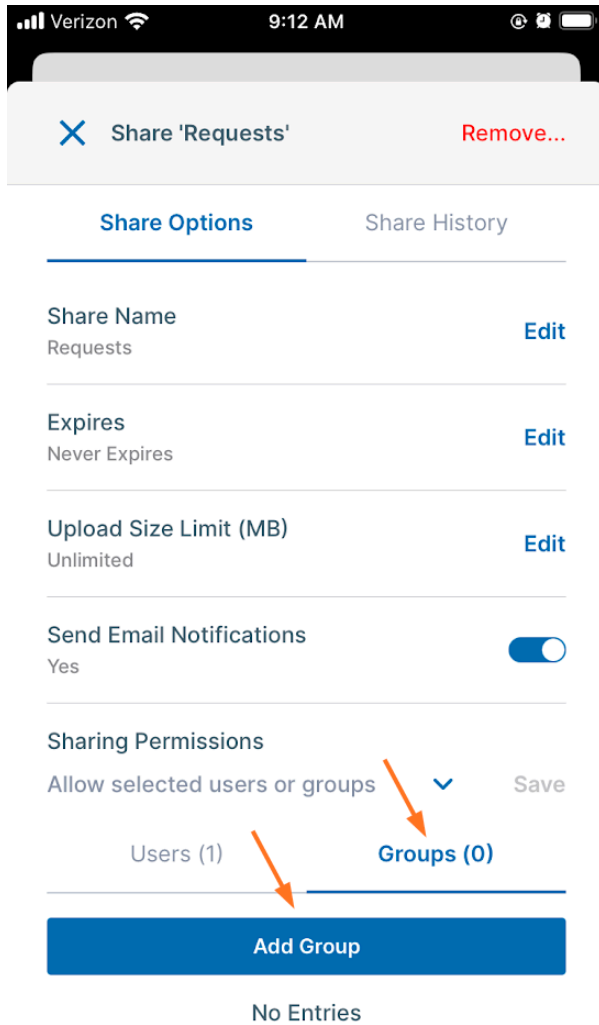 Verizon 9:12 AM
Share 'Requests' Remove...
Share Options Share History
Share Name
Requests
Edit
Expires
Never Expires
Edit
Upload Size Limit (MB)
Unlimited
Edit
Send Email Notifications
Yes
Sharing Permissions
Allow selected users or groups Save
Users (1) Groups (0)
Add Group
No Entries